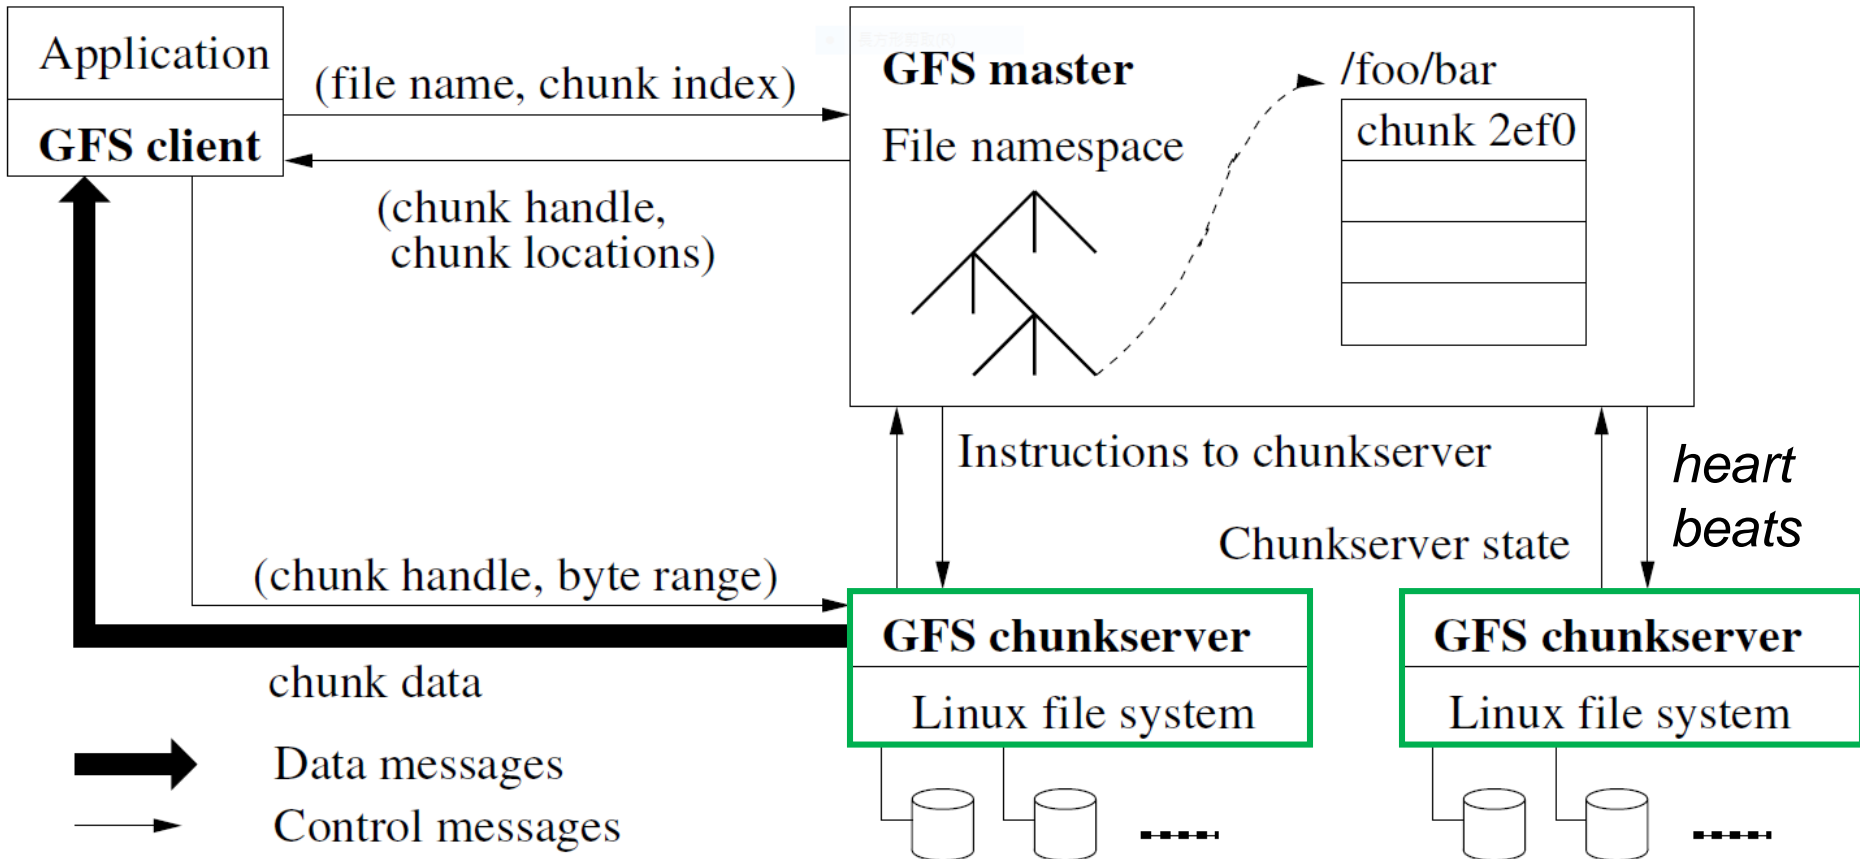 Application
GFS client
(file name, chunk index)
(chunk handle,
chunk locations)
GFS master
File namespace
/foo/bar
chunk 2ef0
Instructions to chunkserver
Chunkserver state
heart
beats
(chunk handle, byte range)
chunk data
GFS chunkserver
Linux file system
GFS chunkserver
Linux file system
Data messages
Control messages